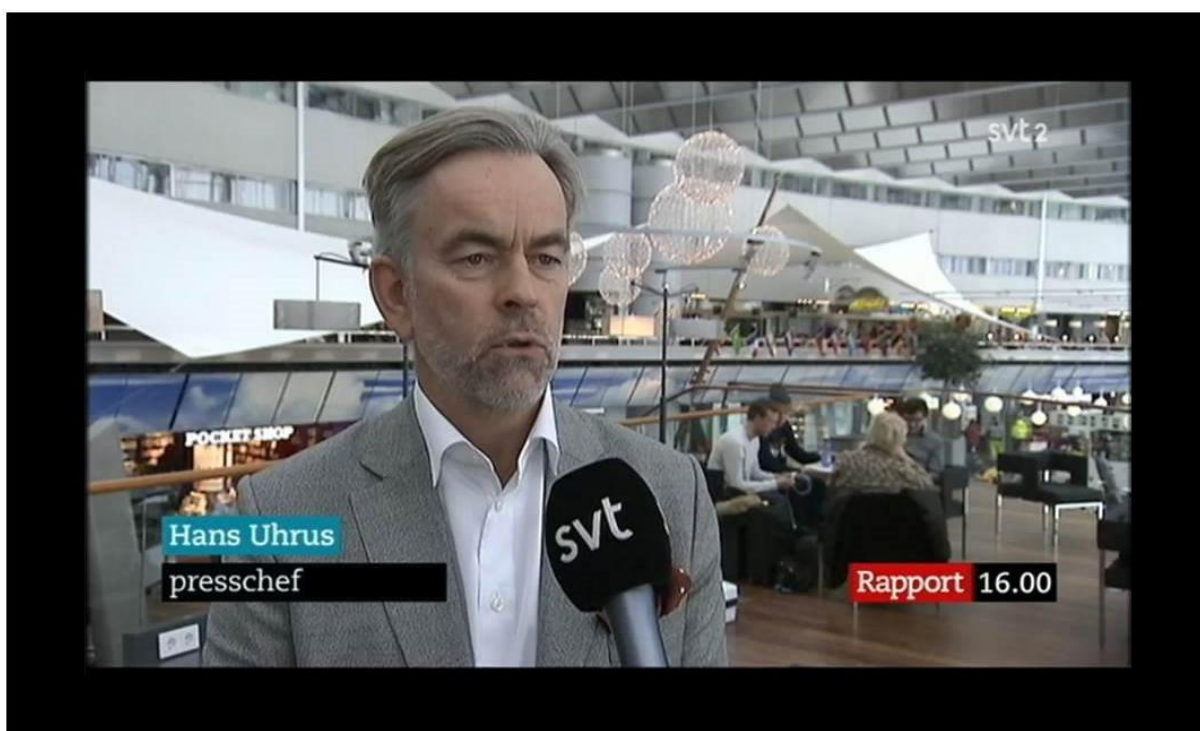 svt2
POCKET SHOP
svt
Hans Uhrus
presschef
Rapport 16.00